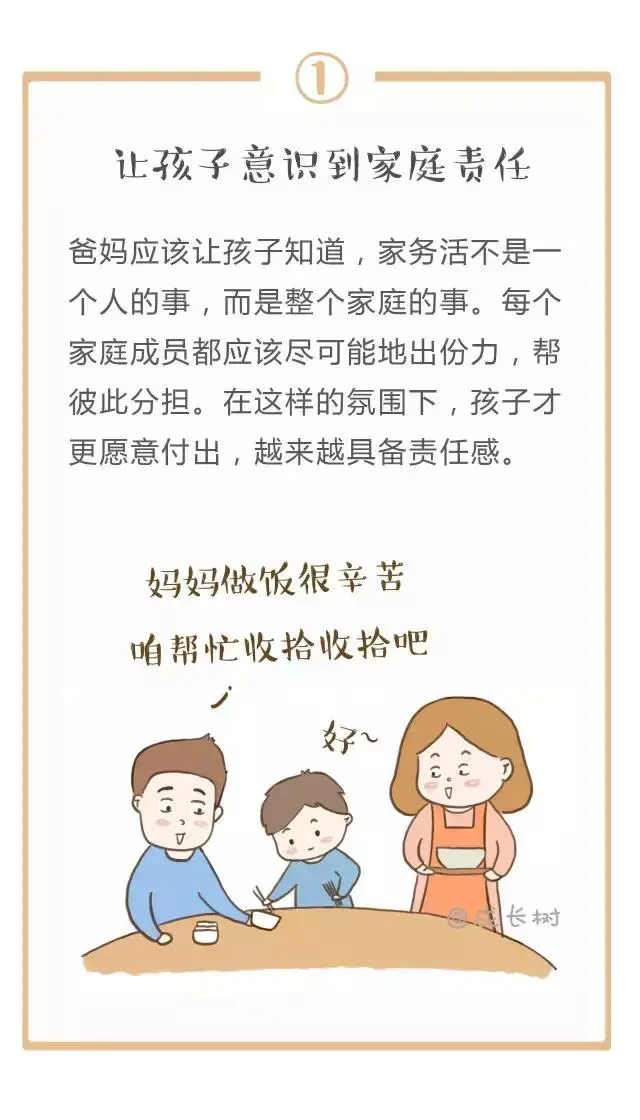 1
让孩子意识到家庭责任
爸妈应该让孩子知道，家务活不是一
个人的事，而是整个家庭的事。每个
家庭成员都应该尽可能地出份力，帮
彼此分担。在这样的氛围下，孩子才
更愿意付出，越来越具备责任感。
妈妈做饭很辛苦
咱帮忙收拾收拾吧
好~
@成长树